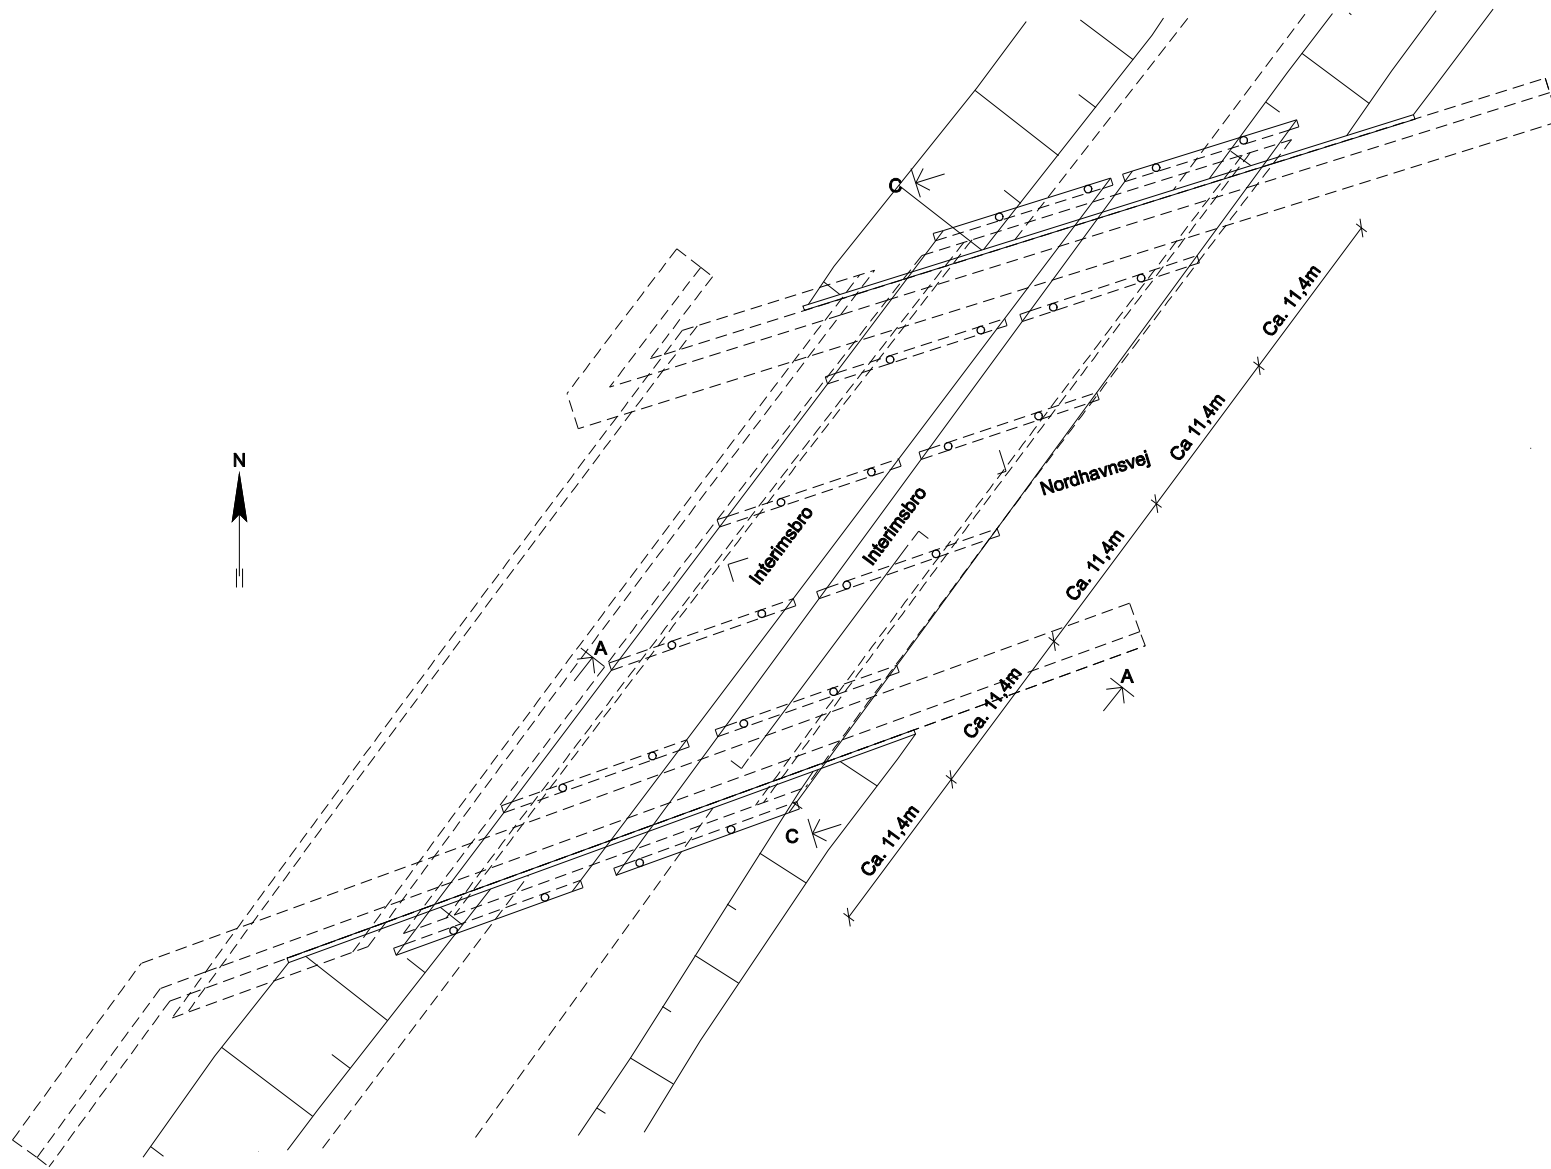 C
Ca. 11,4m
N
Ca 11,4m
Nordhavnsvej
Interimsbro
Interimsbro
Ca. 11,4m
A
A
Ca. 11,4m
C
Ca. 11,4m